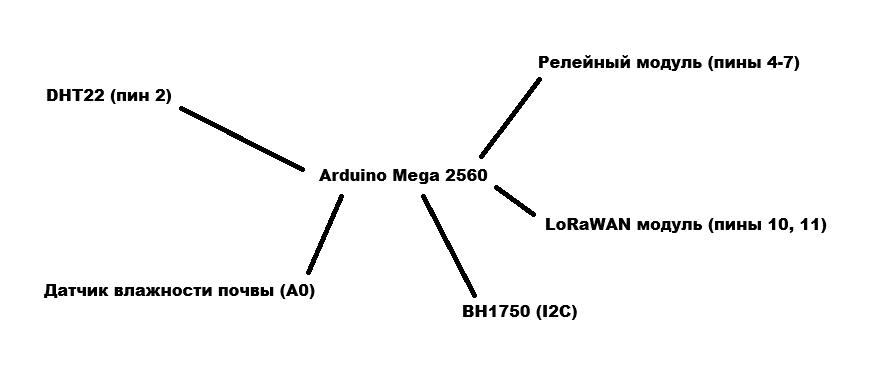 Релейный модуль (пины 4-7)
DHT22 (пин 2)
Arduino Mega 2560
LoRaWAN модуль (пины 10, 11)
Датчик влажности почвы (A0)
BH1750 (I2C)